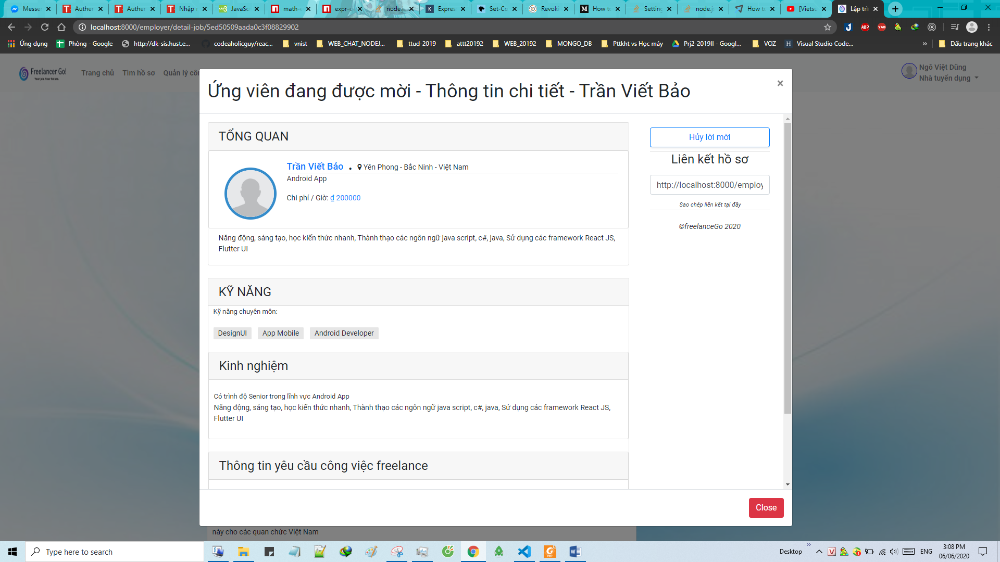 Messe
Auther
Auther
Nhập r
JavaSc
math-e
expr-e
node.j
Expres
Set-Co
Revoki
How to
Setting
node.j
How to
[Vietsu
Lập trì
localhost:8000/employer/detail-job/5ed50509aada0c3f08829902
Ứng dụng
Phòng - Google
http://dk-sis.hust.e...
codeaholicguy/reac...
vnist
WEB_CHAT_NODEJ...
ttud-2019
attt20192
WEB_20192
MONGO_DB
Pttkht vs Học máy
Prj2-2019II - Googl...
VOZ
Visual Studio Code...
»
Dấu trang khác
Freelancer Go!
Your job. Your Future.
Trang chủ
Tìm hồ sơ
Quản lý côn
Ngô Việt Dũng
Nhà tuyển dụng
Ứng viên đang được mời - Thông tin chi tiết - Trần Viết Bảo
×
TỔNG QUAN
Trần Viết Bảo • Yên Phong - Bắc Ninh - Việt Nam
Android App
Chi phí / Giờ: ₫ 200000
Năng động, sáng tạo, học kiến thức nhanh, Thành thạo các ngôn ngữ java script, c#, java, Sử dụng các framework React JS,
Flutter UI
KỸ NĂNG
Kỹ năng chuyên môn:
DesignUI
App Mobile
Android Developer
Kinh nghiệm
Có trình độ Senior trong lĩnh vực Android App
Năng động, sáng tạo, học kiến thức nhanh, Thành thạo các ngôn ngữ java script, c#, java, Sử dụng các framework React JS,
Flutter UI
Thông tin yêu cầu công việc freelance
Hủy lời mời
Liên kết hồ sơ
http://localhost:8000/employ
Sao chép liên kết tại đây
©freelanceGo 2020
Close
này cho các quan chức Việt Nam
Type here to search
Desktop
»
ENG
3:08 PM
06/06/2020